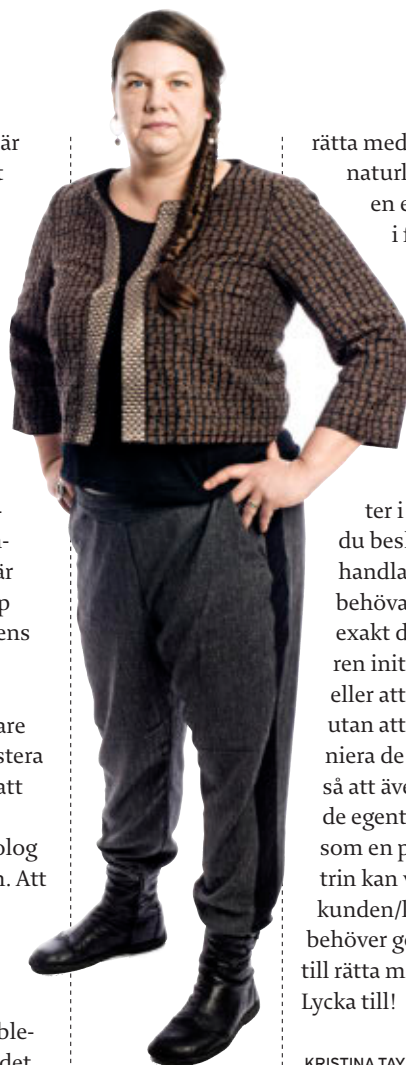 är
t
-
är
p
ens
are
stera
att
olog
n. Att
ble-
det
rätta med
naturl
en e
i f
ter i
du besl
handla
behöva
exakt d
ren init
eller att
utan att
niera de
så att äve
de egent
som en p
trin kan v
kunden/
behöver ge
till rätta m
Lycka till!
KRISTINA TAY